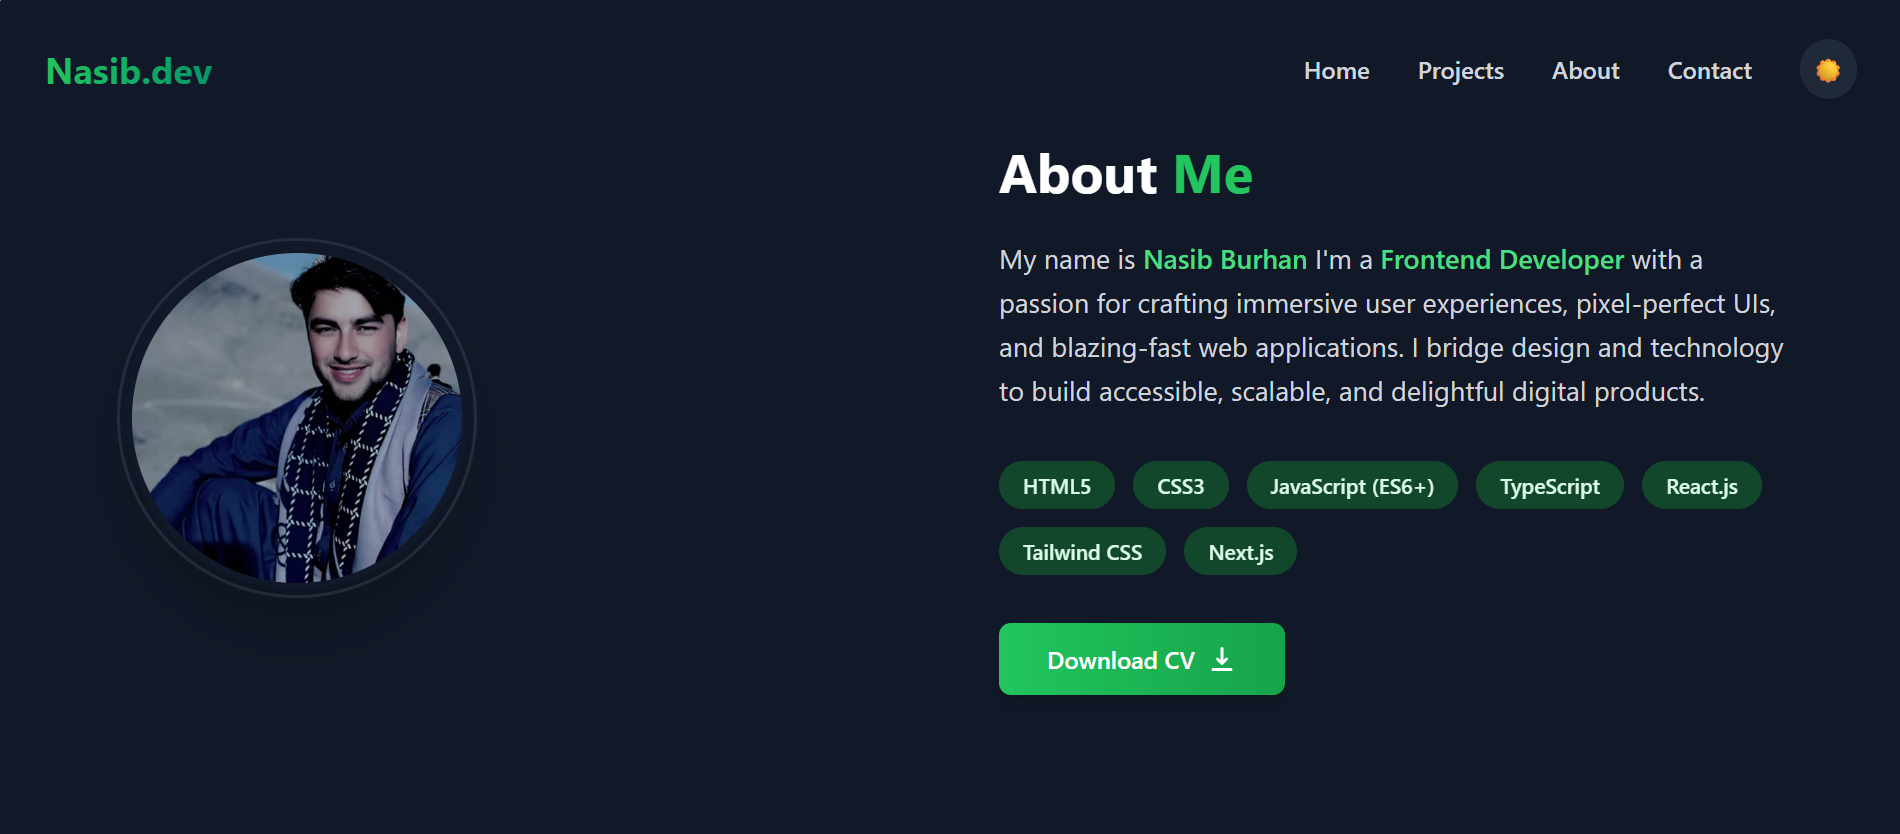 Nasib.dev
Home
Projects
About
Contact
About Me
My name is Nasib Burhan I'm a Frontend Developer with a
passion for crafting immersive user experiences, pixel-perfect UIs,
and blazing-fast web applications. I bridge design and technology
to build accessible, scalable, and delightful digital products.
HTML5
CSS3
JavaScript (ES6+)
TypeScript
React.js
Tailwind CSS
Next.js
Download CV